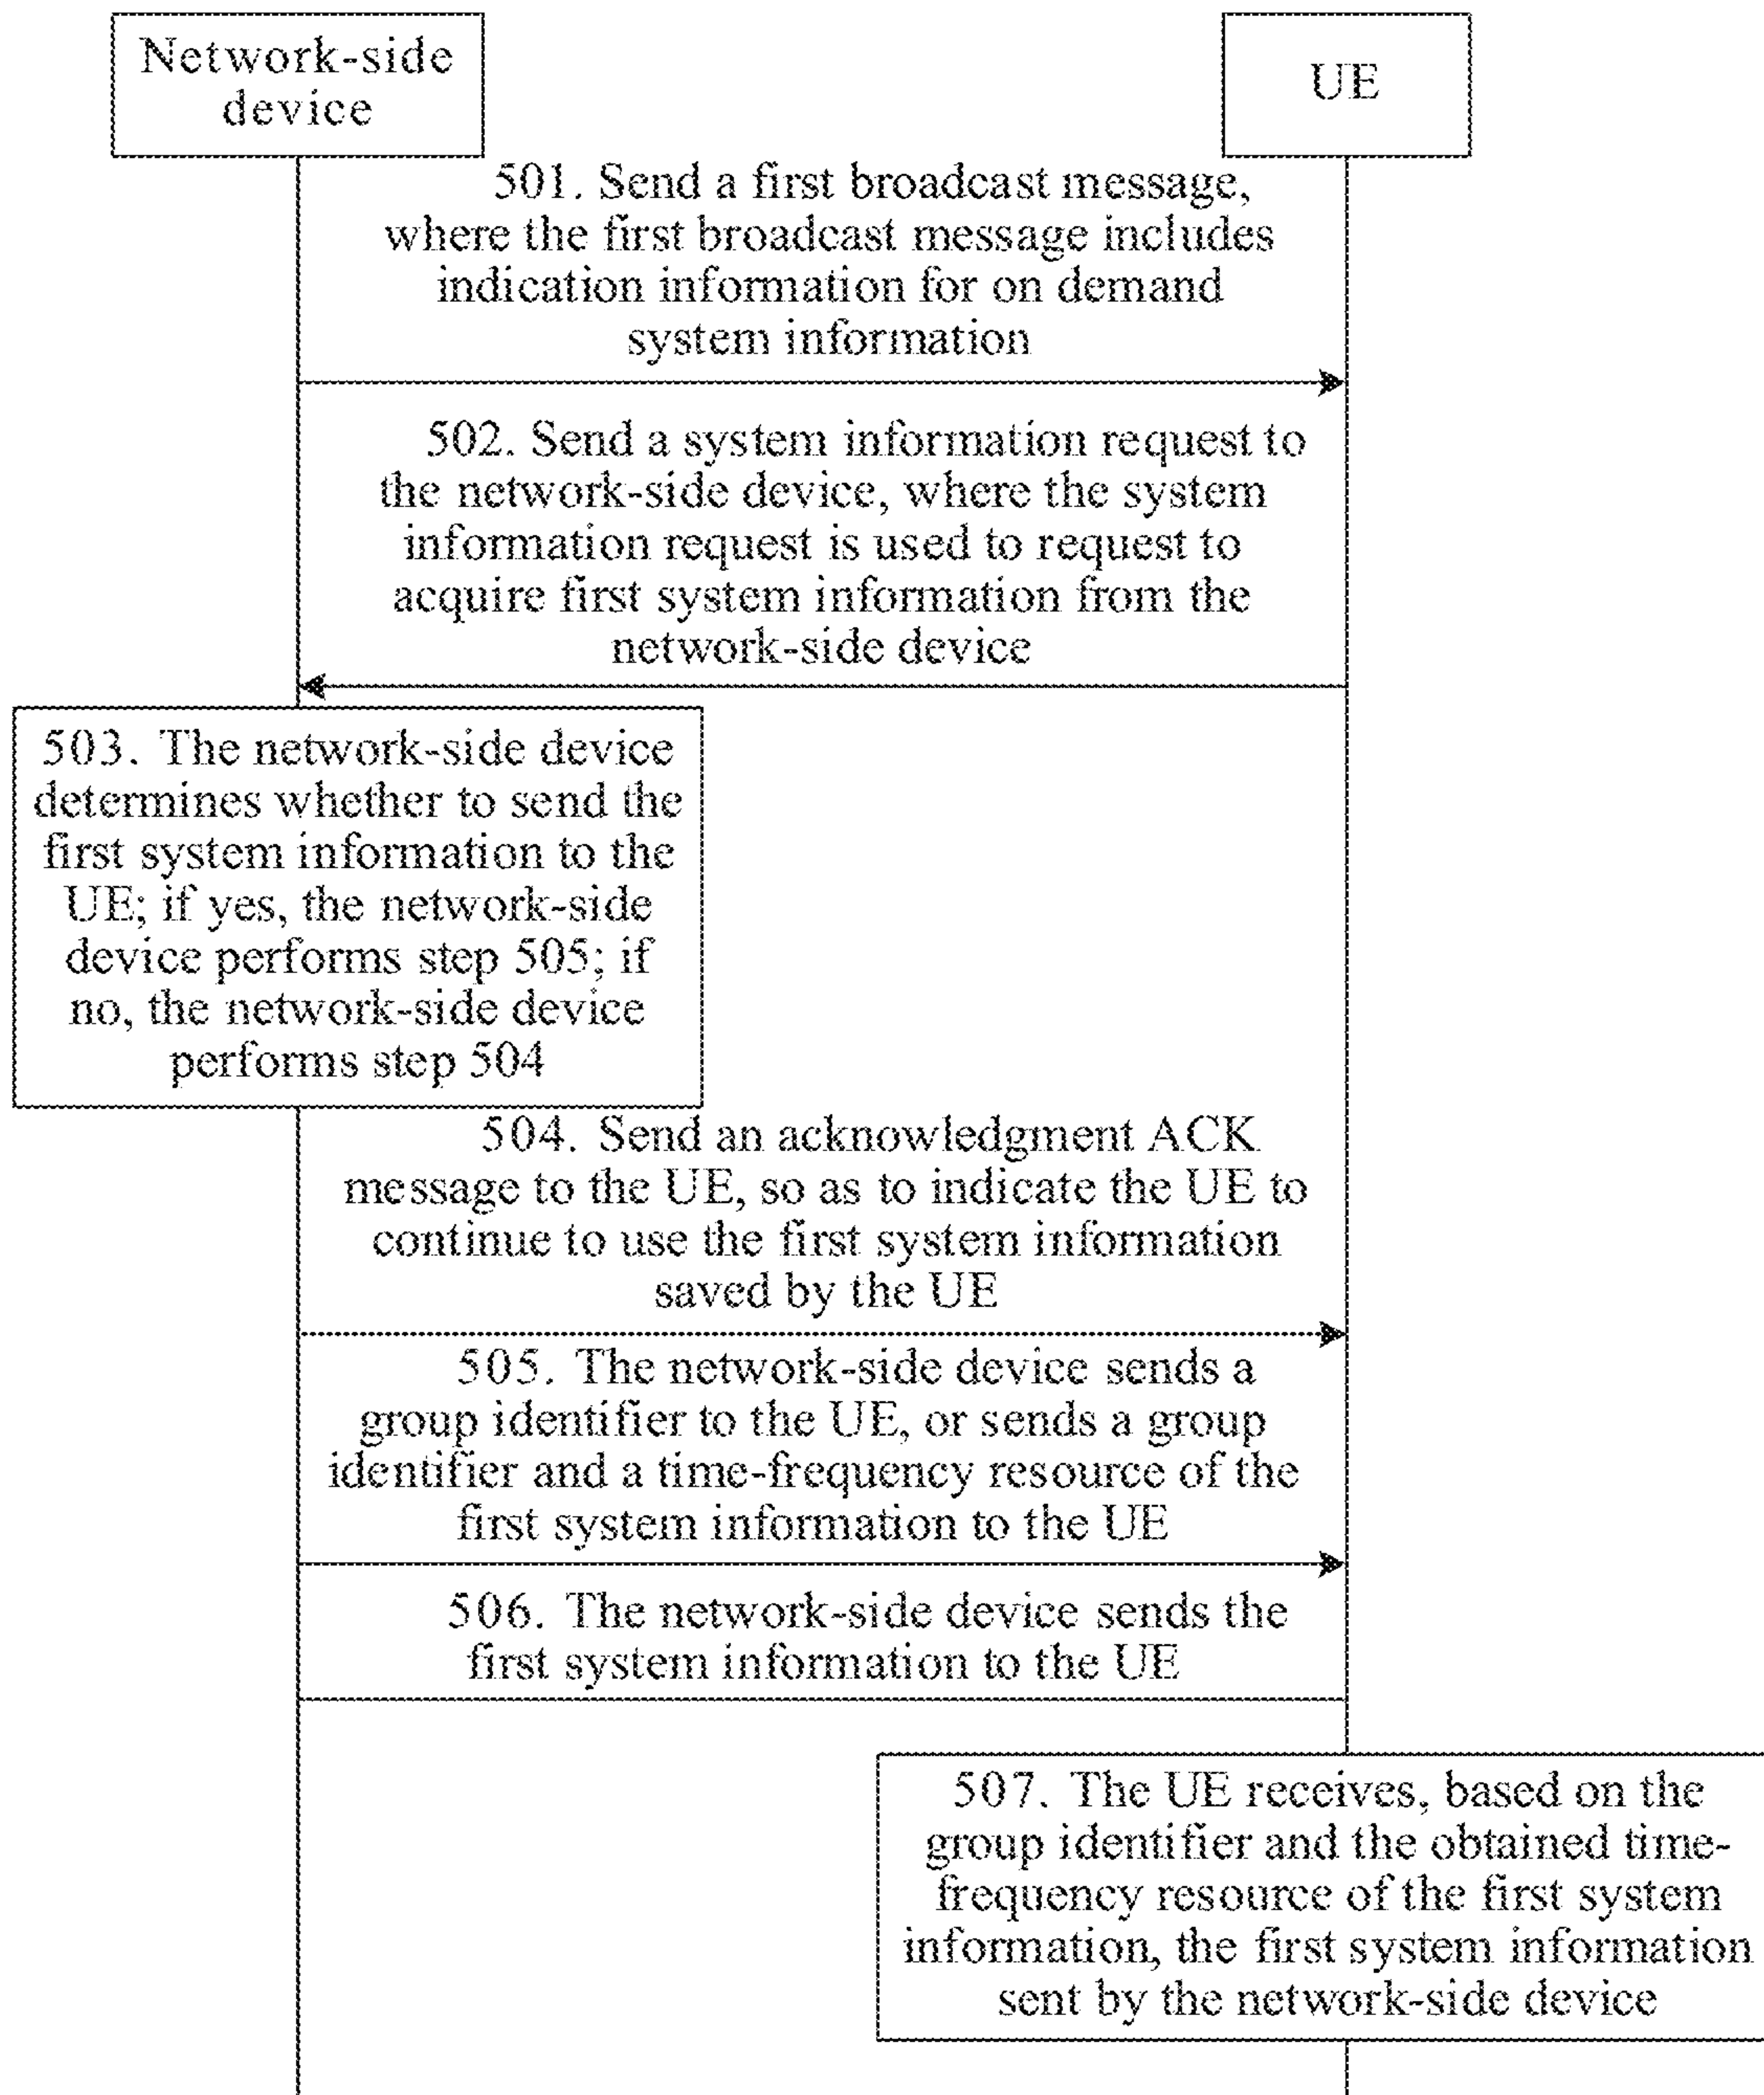 Network-side
device
UE
501. Send a first broadcast message,
where the first broadcast message includes
indication information for on demand
system information
502. Send a system information request to
the network-side device, where the system
information request is used to request to
acquire first system information from the
network-side device
503. The network-side device
determines whether to send the
first system information to the
UE; if yes, the network-side
device performs step 505; if
no, the network-side device
performs step 504
504. Send an acknowledgment ACK
message to the UE, so as to indicate the UE to
continue to use the first system information
saved by the UE
505. The network-side device sends a
group identifier to the UE, or sends a group
identifier and a time-frequency resource of the
first system information to the UE
506. The network-side device sends the
first system information to the UE
507. The UE receives, based on the
group identifier and the obtained time-
frequency resource of the first system
information, the first system information
sent by the network-side device